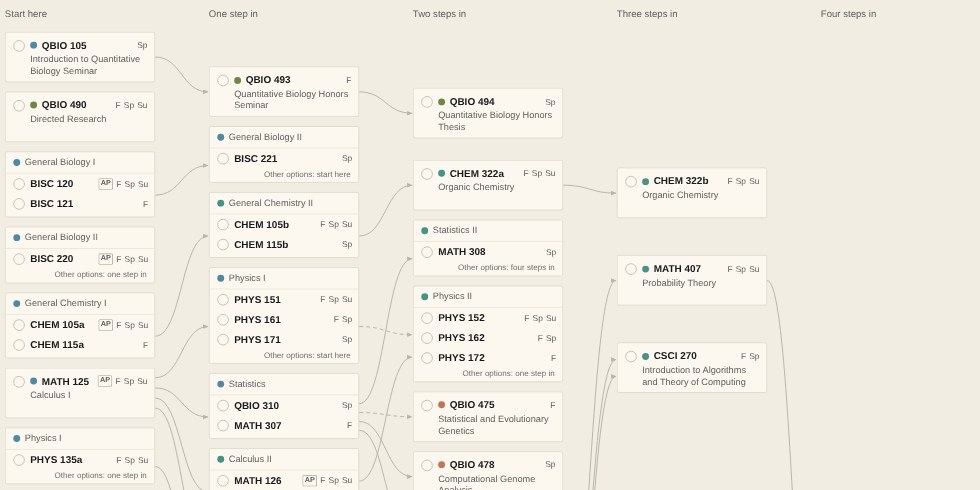 Start here
QBIO 105 Sp
Introduction to Quantitative
Biology Seminar
QBIO 490 F Sp Su
Directed Research
General Biology I
BISC 120 AP F Sp Su
BISC 121 F
General Biology II
BISC 220 AP F Sp Su
Other options: one step in
General Chemistry I
CHEM 105a AP F Sp Su
CHEM 115a F
MATH 125 AP F Sp Su
Calculus I
Physics I
PHYS 135a F Sp Su
Other options: one step in
One step in
QBIO 493 F
Quantitative Biology Honors
Seminar
General Biology II
BISC 221 Sp
Other options: start here
General Chemistry II
CHEM 105b F Sp Su
CHEM 115b Sp
Physics I
PHYS 151 F Sp Su
PHYS 161 F Sp
PHYS 171 Sp
Other options: start here
Statistics
QBIO 310 Sp
MATH 307 F
Calculus II
MATH 126 AP F Sp Su
Two steps in
QBIO 494 Sp
Quantitative Biology Honors
Thesis
CHEM 322a F Sp Su
Organic Chemistry
Statistics II
MATH 308 Sp
Other options: four steps in
Physics II
PHYS 152 F Sp Su
PHYS 162 F Sp
PHYS 172 F
Other options: one step in
QBIO 475 F
Statistical and Evolutionary
Genetics
QBIO 478 Sp
Computational Genome
Analysis
Three steps in
CHEM 322b F Sp Su
Organic Chemistry
MATH 407 F Sp Su
Probability Theory
CSCI 270 F Sp
Introduction to Algorithms
and Theory of Computing
Four steps in